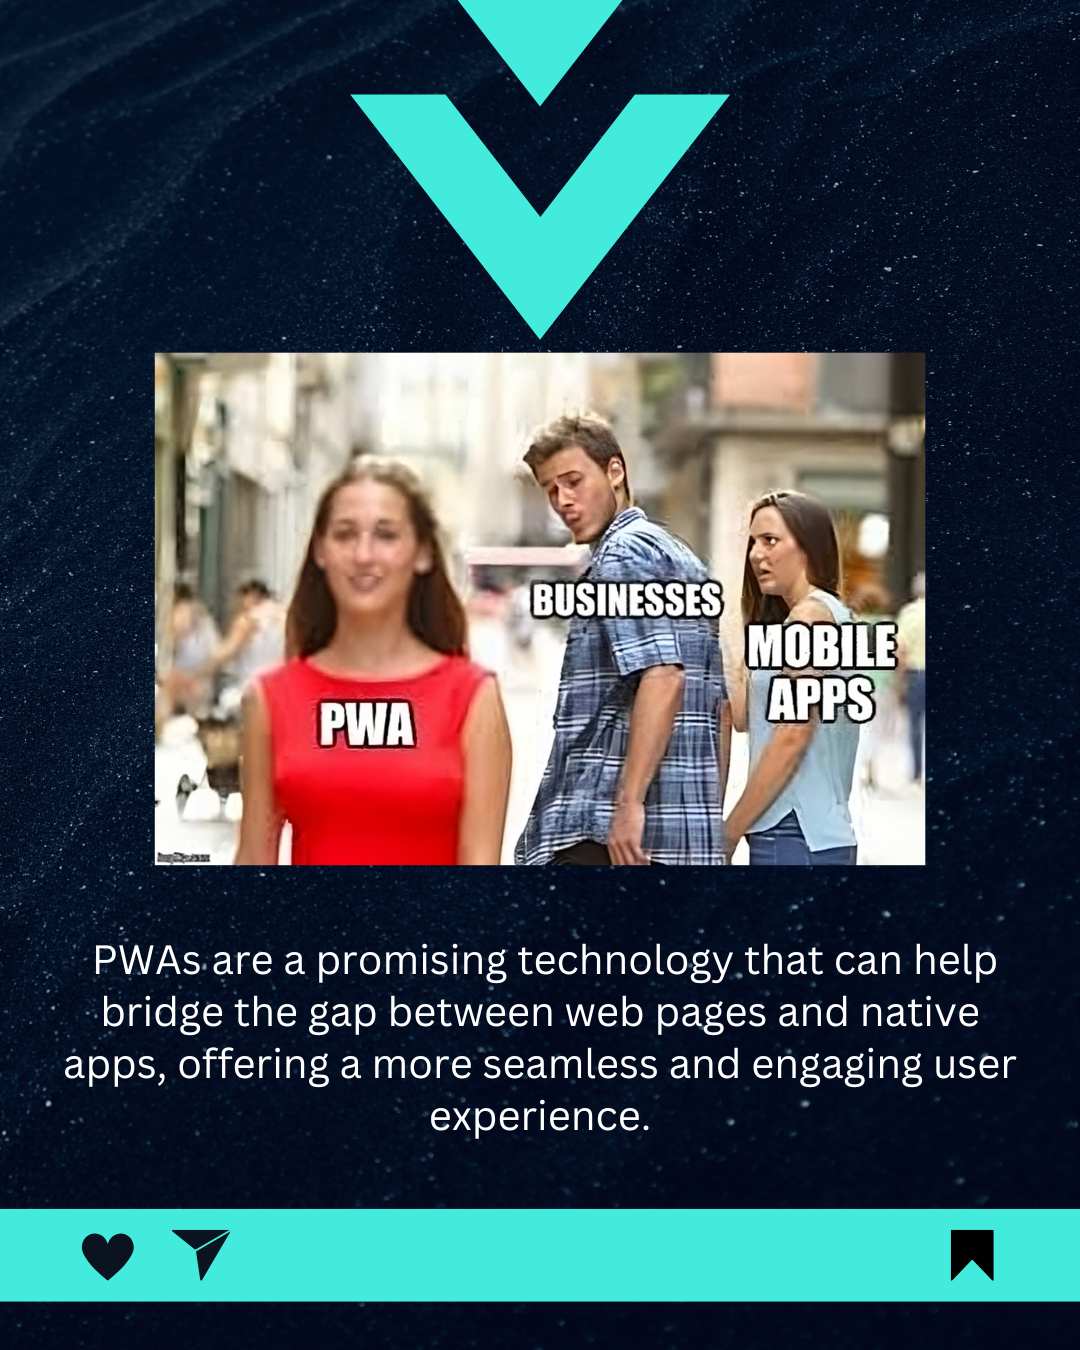 BUSINESSES
MOBILE
APPS
PWA
PWAs are a promising technology that can help
bridge the gap between web pages and native
apps, offering a more seamless and engaging user
experience.